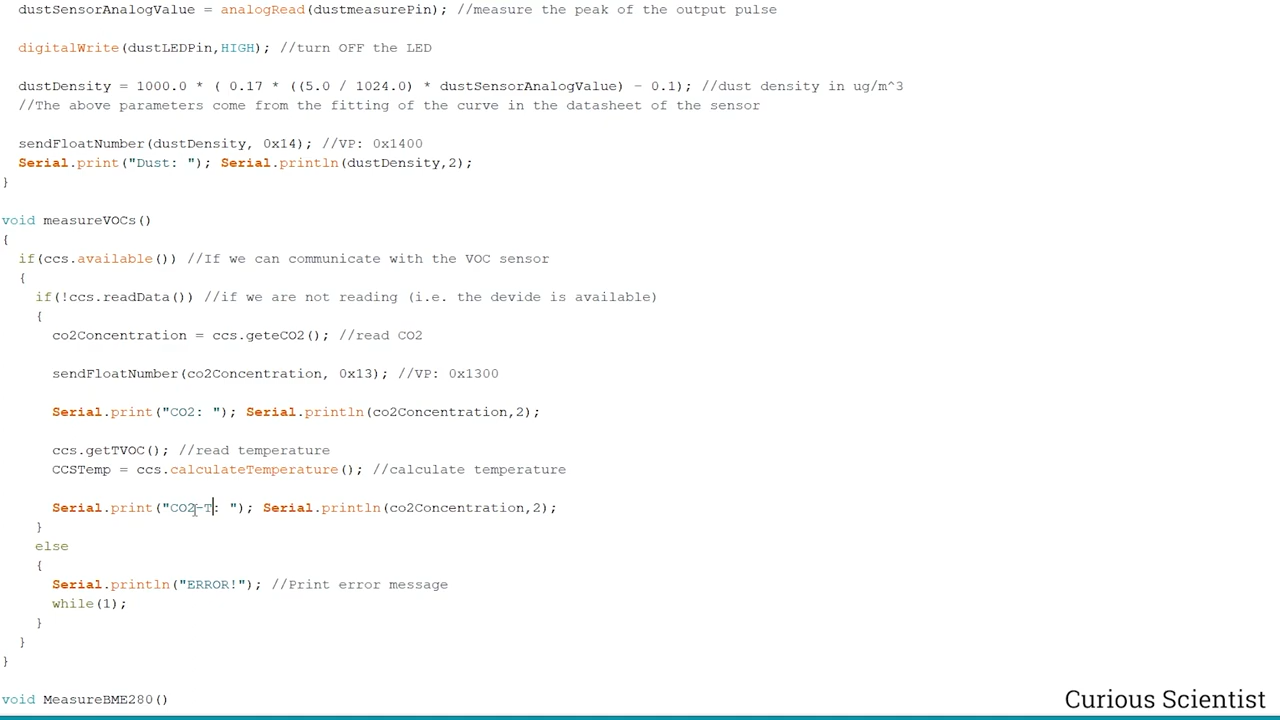 dustSensorAnalogValue = analogRead(dustmeasurePin); //measure the peak of the output pulse
digitalWrite(dustLEDPin,HIGH); //turn OFF the LED
dustDensity = 1000.0 * ( 0.17 * ((5.0 / 1024.0) * dustSensorAnalogValue) - 0.1); //dust density in ug/m^3
//The above parameters come from the fitting of the curve in the datasheet of the sensor
sendFloatNumber(dustDensity, 0x14); //VP: 0x1400
Serial.print("Dust: "); Serial.println(dustDensity,2);
}
void measureVOCs()
{
if(ccs.available()) //If we can communicate with the VOC sensor
{
if(!ccs.readData()) //if we are not reading (i.e. the devide is available)
{
co2Concentration = ccs.geteCO2(); //read CO2
sendFloatNumber(co2Concentration, 0x13); //VP: 0x1300
Serial.print("CO2: "); Serial.println(co2Concentration,2);
ccs.getTVOC(); //read temperature
CCSTemp = ccs.calculateTemperature(); //calculate temperature
Serial.print("CO2-T: "); Serial.println(co2Concentration,2);
}
else
{
Serial.println("ERROR!"); //Print error message
while(1);
}
}
}
void MeasureBME280()
Curious Scientist